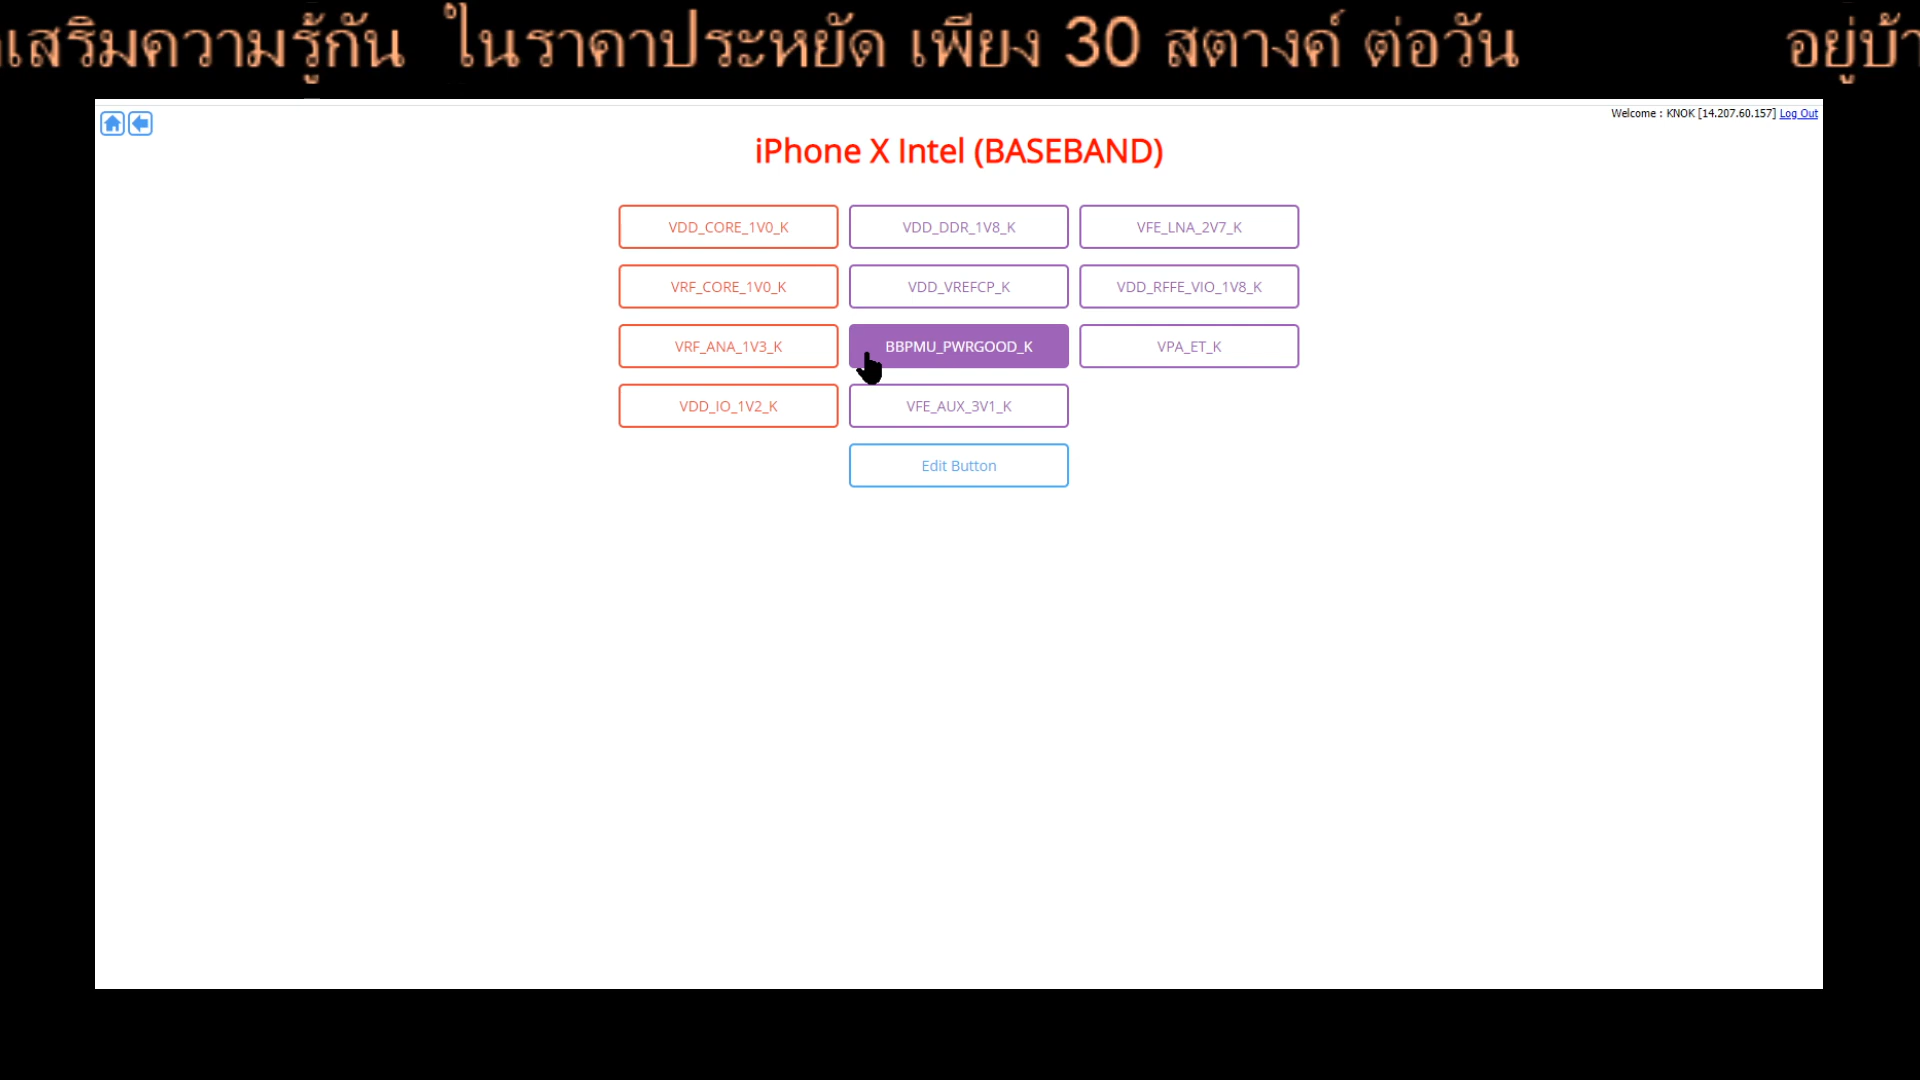 เสริมความรู้กัน ในราคาประหยัด เพียง 30 สตางค์ ต่อวัน
Welcome : KNOK [14.207.60.157] Log Out
iPhone X Intel (BASEBAND)
VDD_CORE_1V0_K VDD_DDR_1V8_K VFE_LNA_2V7_K
VRF_CORE_1V0_K VDD_VREFCP_K VDD_RFFE_VIO_1V8_K
VRF_ANA_1V3_K BBPMU_PWRGOOD_K VPA_ET_K
VDD_IO_1V2_K VFE_AUX_3V1_K
Edit Button